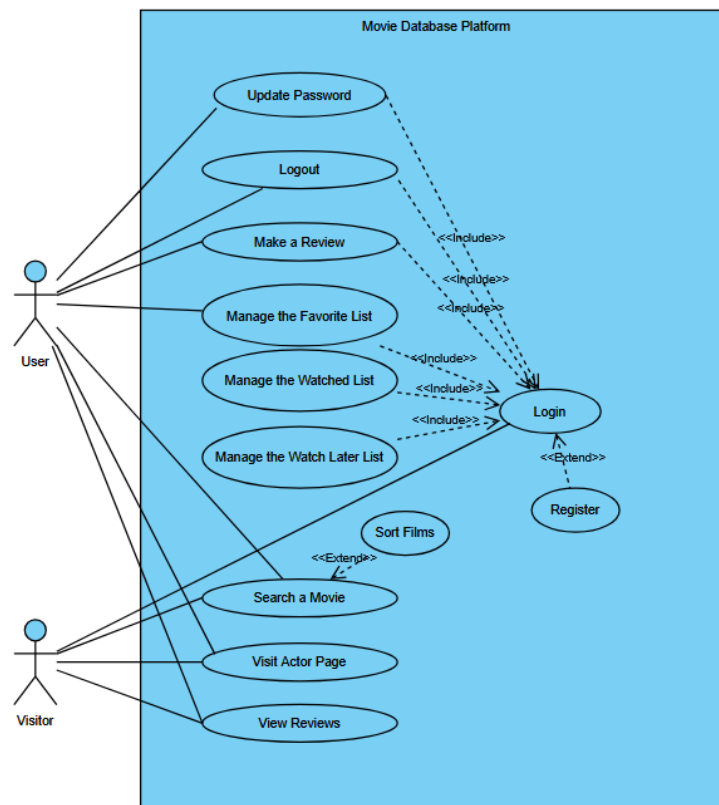 Movie Database Platform
Update Password
Logout
Make a Review
<<Include>>
Manage the Favorite List
<<Include>>
<<Include>>
User
Manage the Watched List
<<Include>>
<<Include>>
Login
<<Include>>
Manage the Watch Later List
<<Extend>>
Register
Sort Films
<<Extend>>
Search a Movie
Visit Actor Page
Visitor
View Reviews